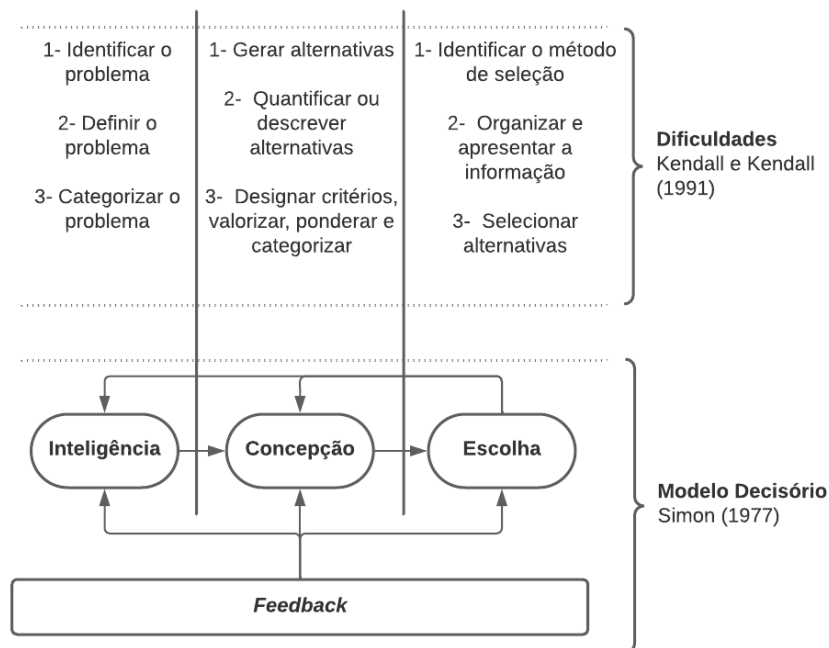 1- Identificar o
problema
2- Definir o
problema
3- Categorizar o
problema
1- Gerar alternativas
2- Quantificar ou
descrever
alternativas
3- Designar critérios,
valorizar, ponderar e
categorizar
1- Identificar o método
de seleção
2- Organizar e
apresentar a
informação
3- Selecionar
alternativas
Dificuldades
Kendall e Kendall
(1991)
Inteligência
Concepção
Escolha
Modelo Decisório
Simon (1977)
Feedback